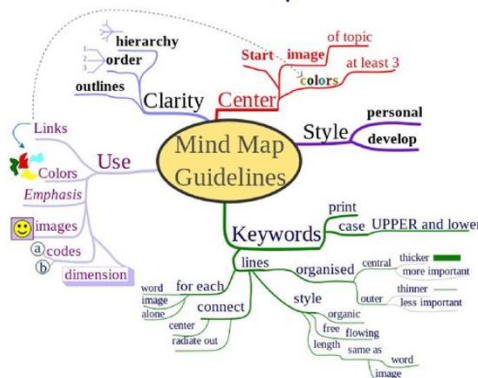 Mind Map
Guidelines
hierarchy
1
2
3
order
outlines
Clarity
Center
Start
image
of topic
colors
at least 3
Style
personal
develop
Use
Links
Colors
Emphasis
images
a
b
codes
dimension
Keywords
print
case
UPPER and lower
lines
for each
word
image
alone
connect
center
radiate out
organised
central
thicker
more important
outer
thinner
less important
style
organic
free
flowing
length
same as
word
image